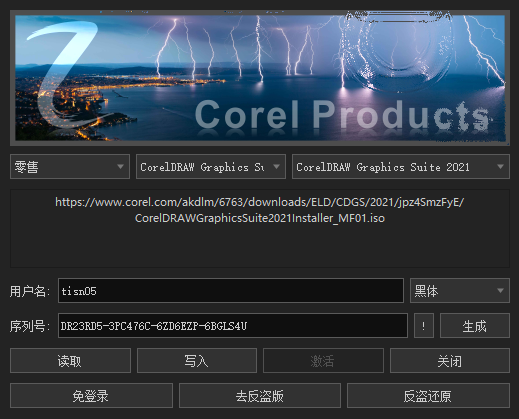 Corel Products
零售 CorelDRAW Graphics Su CorelDRAW Graphics Suite 2021
https://www.corel.com/akdlm/6763/downloads/ELD/CDGS/2021/jpz4SmzFyE/
CorelDRAWGraphicsSuite2021Installer_MF01.iso
用户名: tisn05 黑体
序列号: DR23RD5-3PC476C-6ZD6EZP-6BGLS4U ! 生成
读取 写入 激活 关闭
免登录 去反盗版 反盗还原